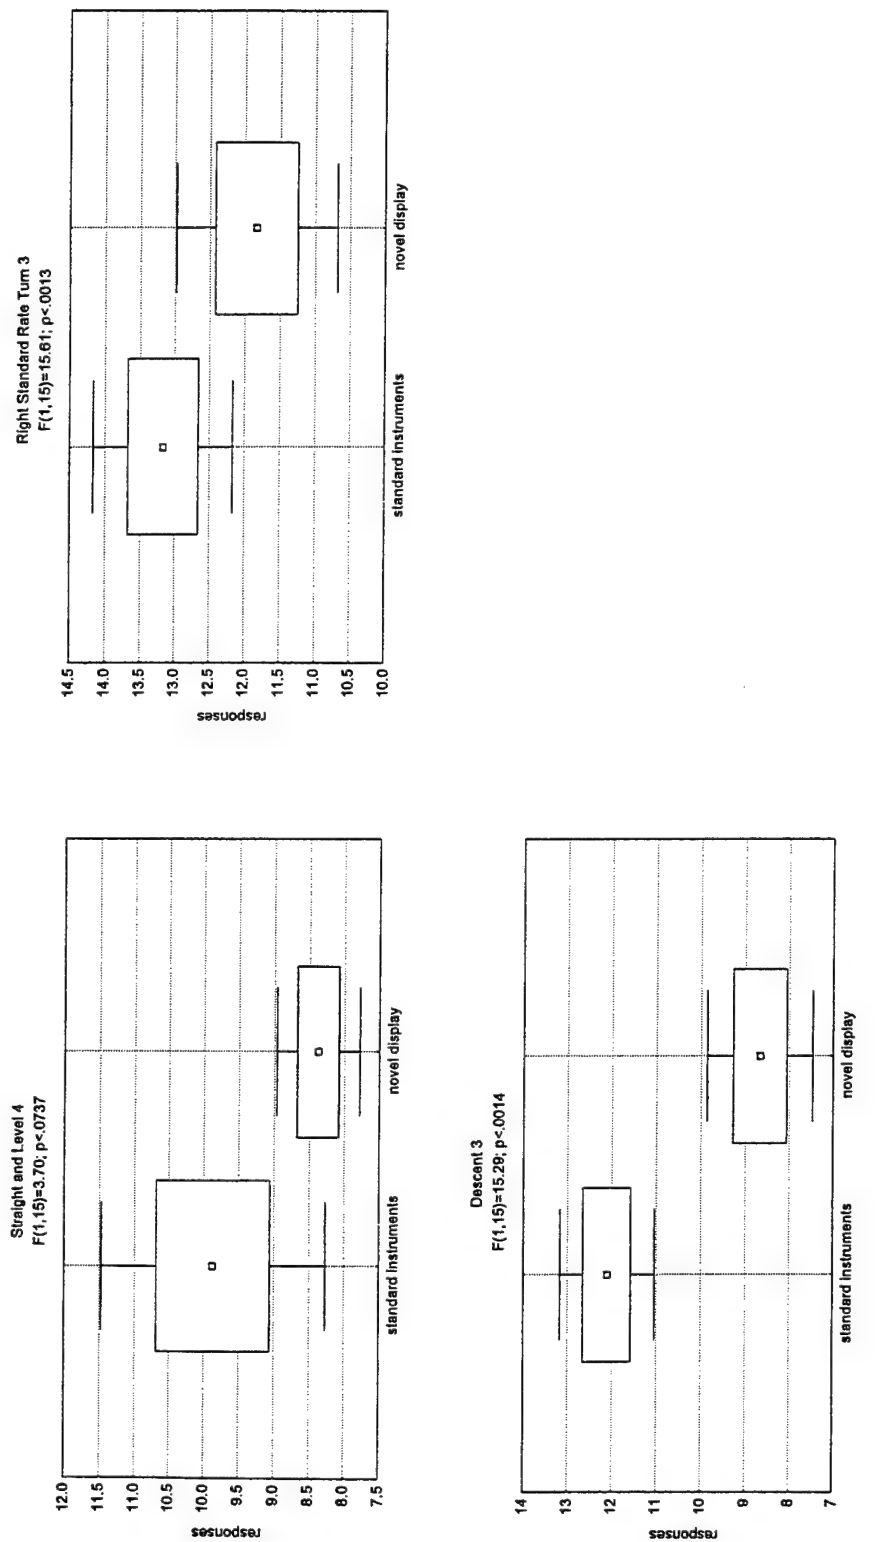 Straight and Level 4
F(1,15)=3.70; p<.0737
responses
12.0
11.5
11.0
10.5
10.0
9.5
9.0
8.5
8.0
7.5
standard instruments
novel display
Right Standard Rate Turn 3
F(1,15)=15.61; p<.0013
responses
14.5
14.0
13.5
13.0
12.5
12.0
11.5
11.0
10.5
10.0
standard instruments
novel display
Descent 3
F(1,15)=15.29; p<.0014
responses
14
13
12
11
10
9
8
7
standard instruments
novel display